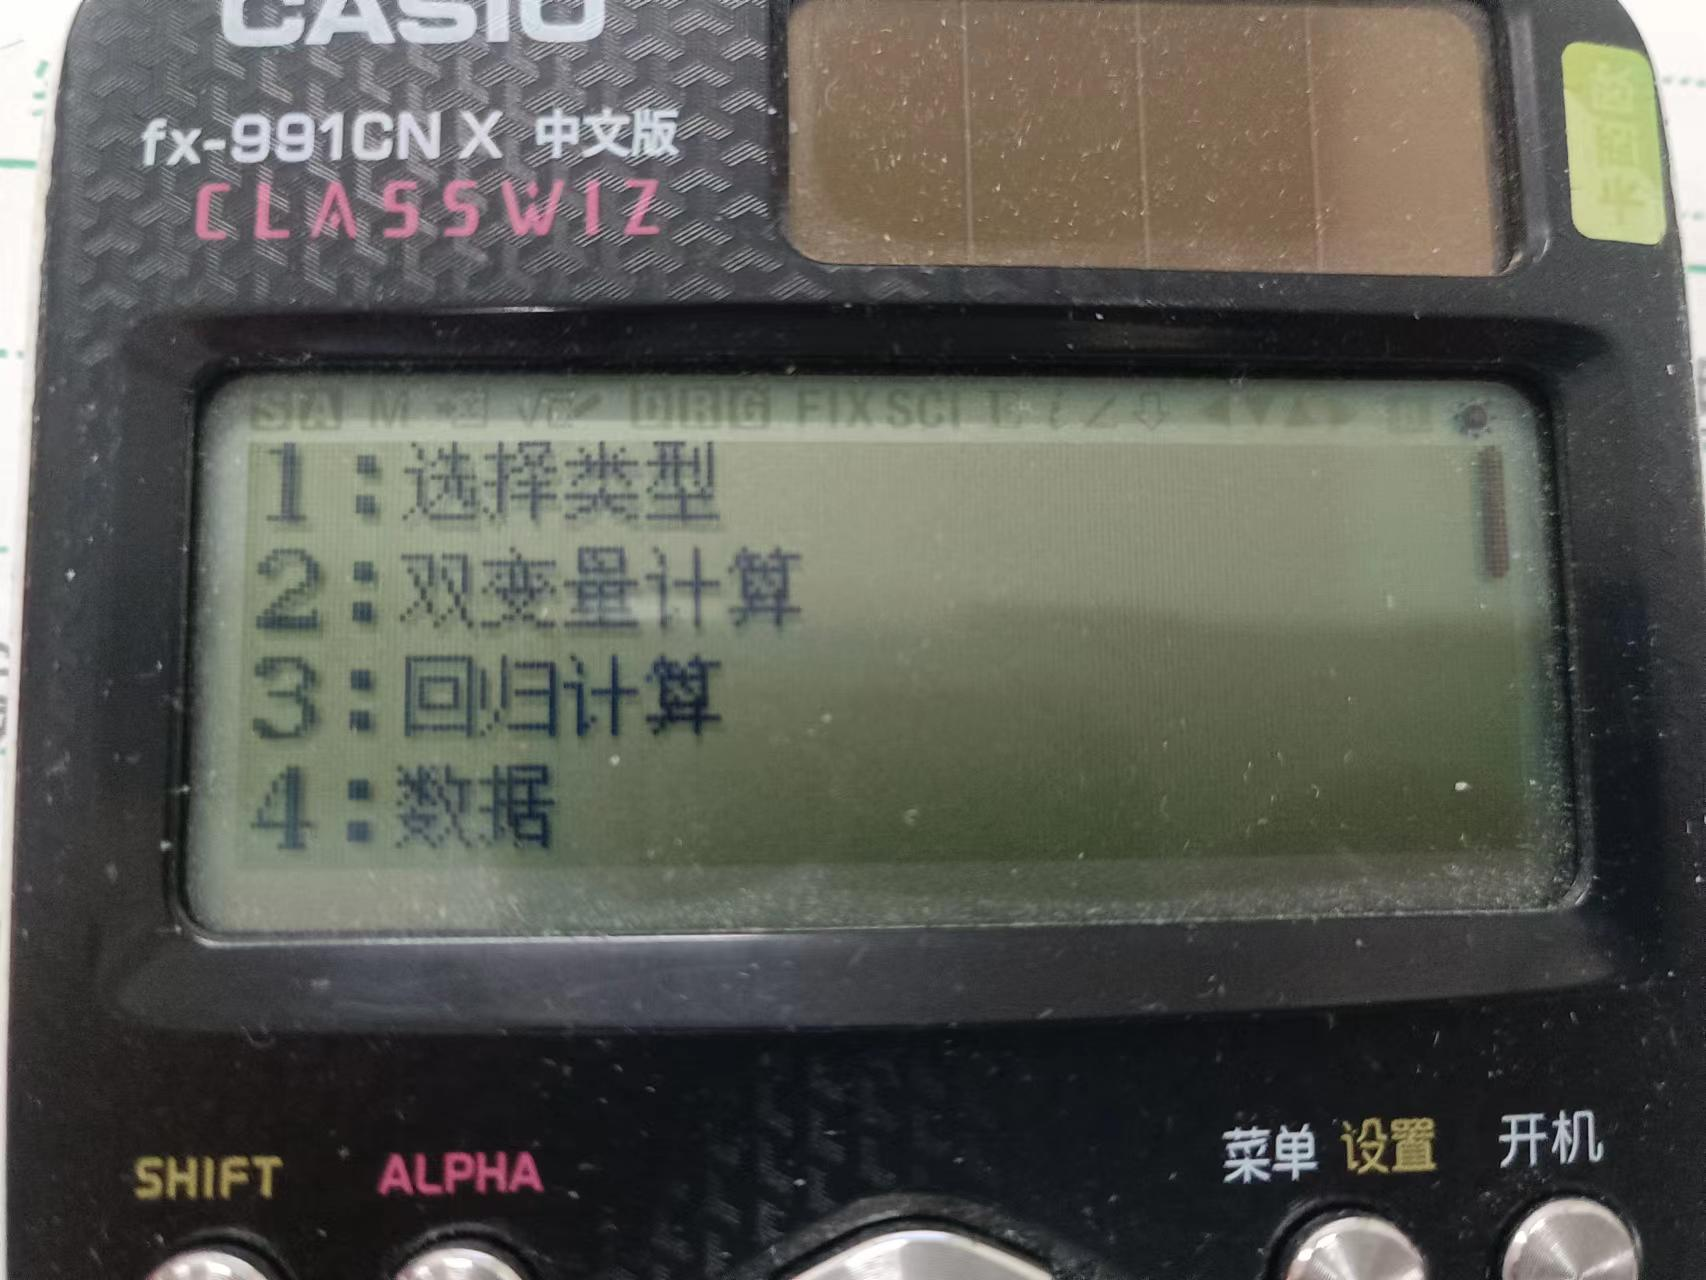 CASIO
fx-991CN X 中文版
CLASSWIZ
1:选择类型
2:双变量计算
3:回归计算
4:数据
SHIFT
ALPHA
菜单 设置
开机